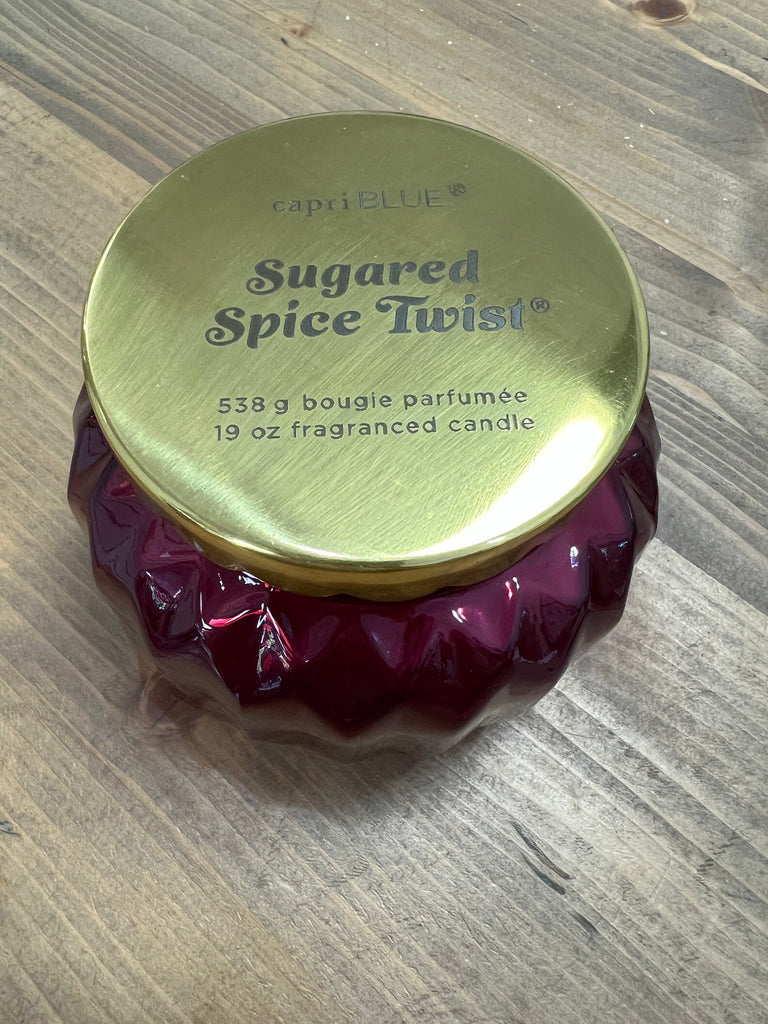 capri BLUE®
Sugared
Spice Twist®
538 g bougie parfumée
19 oz fragranced candle